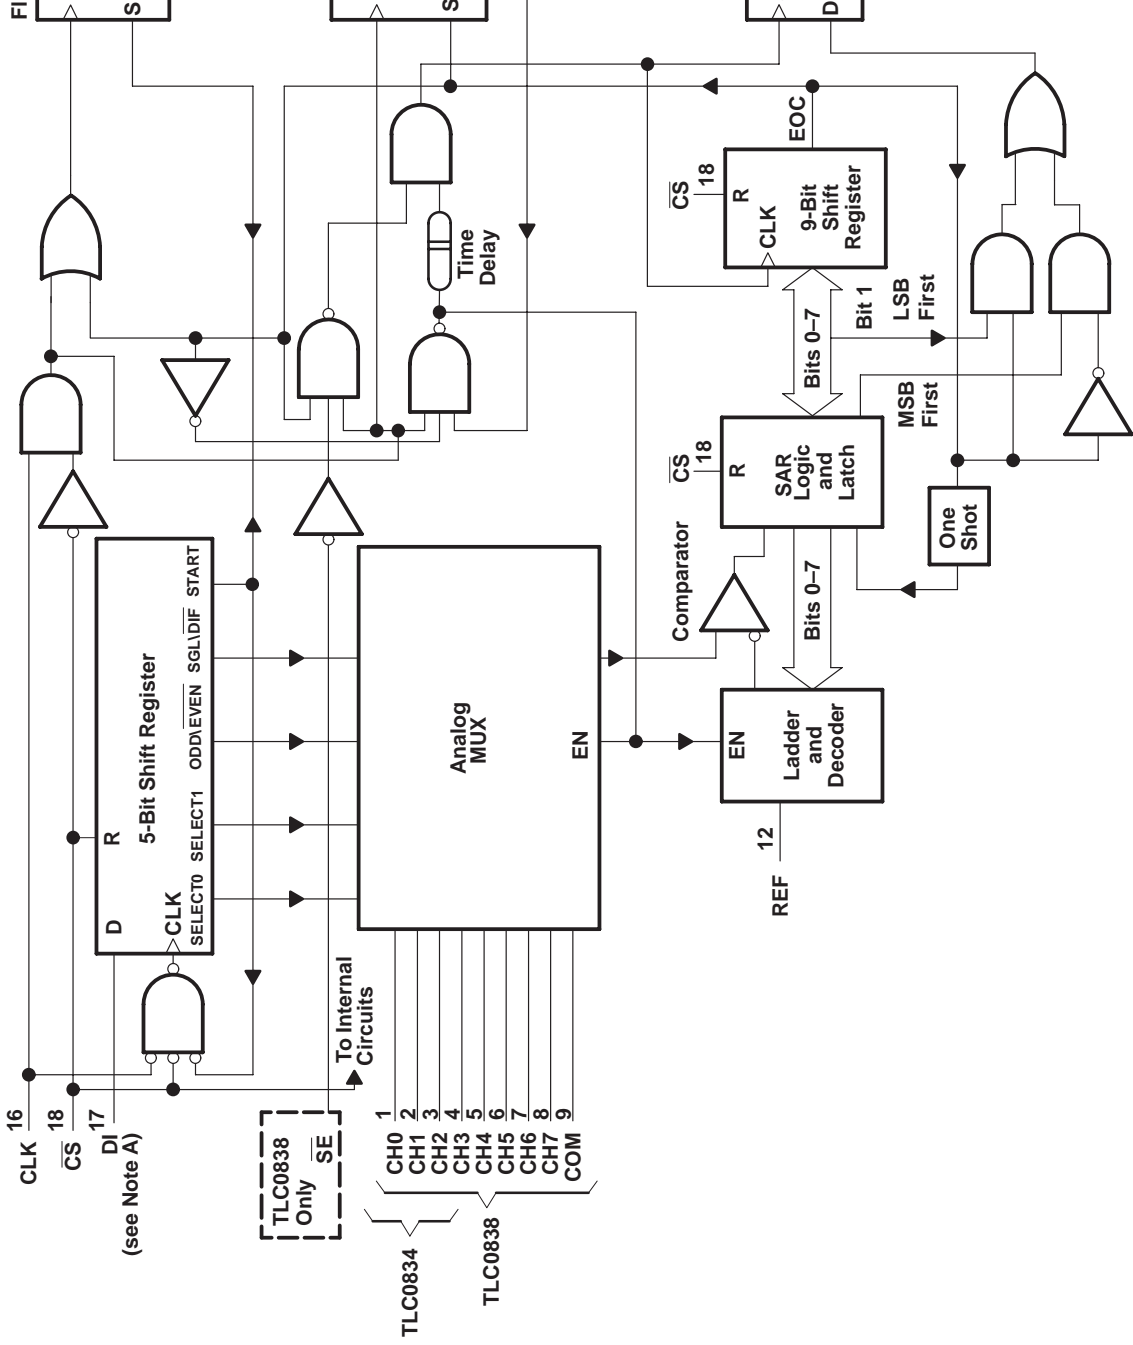 CLK
16
CS
18
DI
17
(see Note A)
D
R
CLK
5-Bit Shift Register
SELECT0
SELECT1
ODD\EVEN
SGL\DIF
START
FI
S
S
D
To Internal
Circuits
TLC0838
Only
SE
CH0
1
CH1
2
CH2
3
CH3
4
CH4
5
CH5
6
CH6
7
CH7
8
COM
9
TLC0834
TLC0838
Analog
MUX
EN
Time
Delay
Comparator
CS
18
R
SAR
Logic
and
Latch
CS
18
R
CLK
9-Bit
Shift
Register
EOC
Bits 0–7
Bits 0–7
Bit 1
LSB
First
MSB
First
One
Shot
EN
Ladder
and
Decoder
REF
12